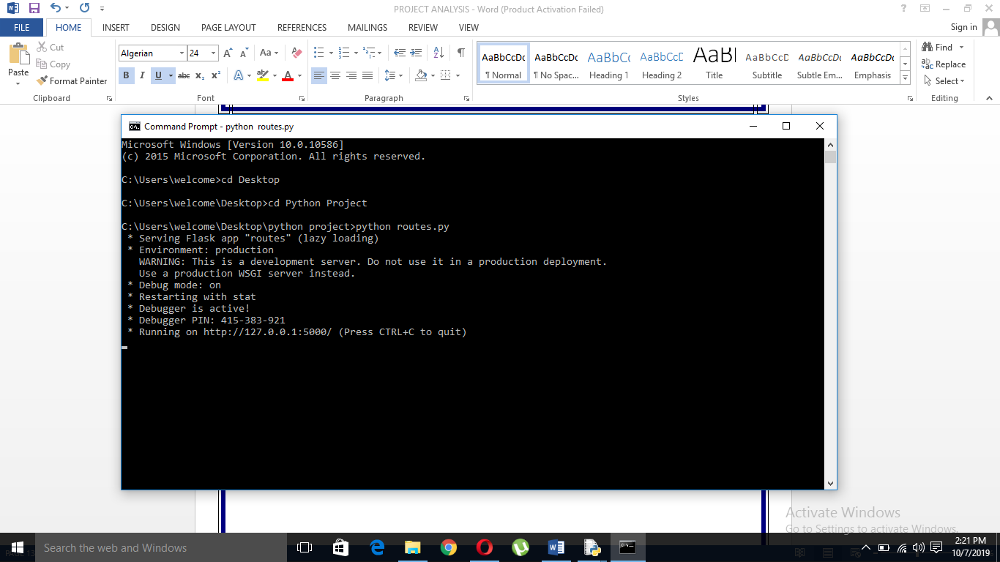 PROJECT ANALYSIS - Word (Product Activation Failed)
FILE HOME INSERT DESIGN PAGE LAYOUT REFERENCES MAILINGS REVIEW VIEW Sign in
Paste
Cut
Copy
Format Painter
Clipboard
Algerian 24
Font
Paragraph
AaBbCcDc AaBbCcDc AaBbCc AaBbCcD AaBl AaBbCcD AaBbCcDc AaBbCcDc
¶ Normal ¶ No Spac... Heading 1 Heading 2 Title Subtitle Subtle Em... Emphasis
Styles
Find
Replace
Select
Editing
Command Prompt - python routes.py
Microsoft Windows [Version 10.0.10586]
(c) 2015 Microsoft Corporation. All rights reserved.
C:\Users\welcome>cd Desktop
C:\Users\welcome\Desktop>cd Python Project
C:\Users\welcome\Desktop\python project>python routes.py
* Serving Flask app "routes" (lazy loading)
* Environment: production
WARNING: This is a development server. Do not use it in a production deployment.
Use a production WSGI server instead.
* Debug mode: on
* Restarting with stat
* Debugger is active!
* Debugger PIN: 415-383-921
* Running on http://127.0.0.1:5000/ (Press CTRL+C to quit)
Activate Windows
Go to Settings to activate Windows.
Search the web and Windows
2:21 PM
10/7/2019